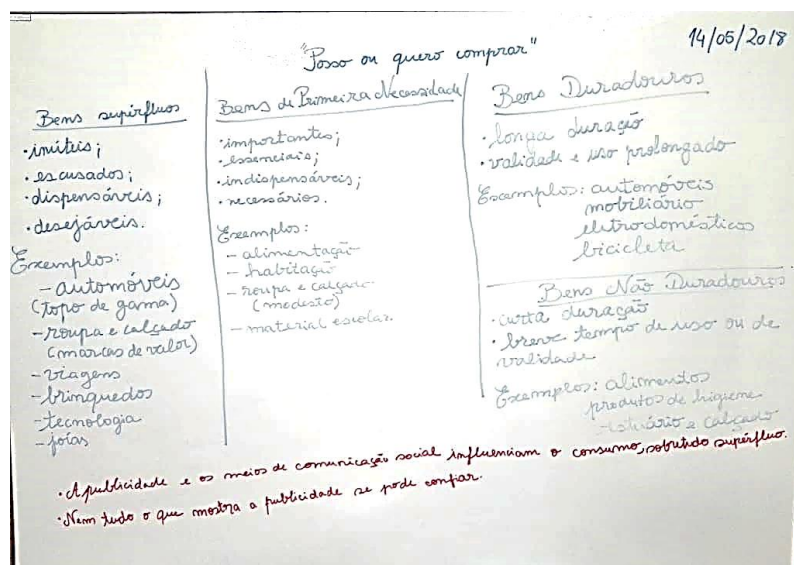 14/05/2018
"Posso ou quero comprar"
Bens supérfluos
·inúteis;
·escusados;
·dispensáveis;
·desejáveis.
Exemplos:
- automóveis
(topo de gama)
- roupa e calçado
(marcas de valor)
- viagens
- brinquedos
- tecnologia
- joías
Bens de Primeira Necessidade
·importantes;
·essenciais;
·indispensáveis;
·necessários.
Exemplos:
- alimentação
- habitação
- roupa e calçado
(modesto)
- material escolar.
Bens Duradouros
· longa duração
· validade e uso prolongado
Exemplos: automóveis
mobiliário
eletrodomésticos
bicicleta
Bens Não Duradouros
· curta duração
· breve tempo de uso ou de
validade
Exemplos: alimentos
produtos de higiene
vestuário e calçado
· A publicidade e os meios de comunicação social influenciam o consumo, sobretudo supérfluo.
· Nem tudo o que mostra a publicidade se pode confiar.